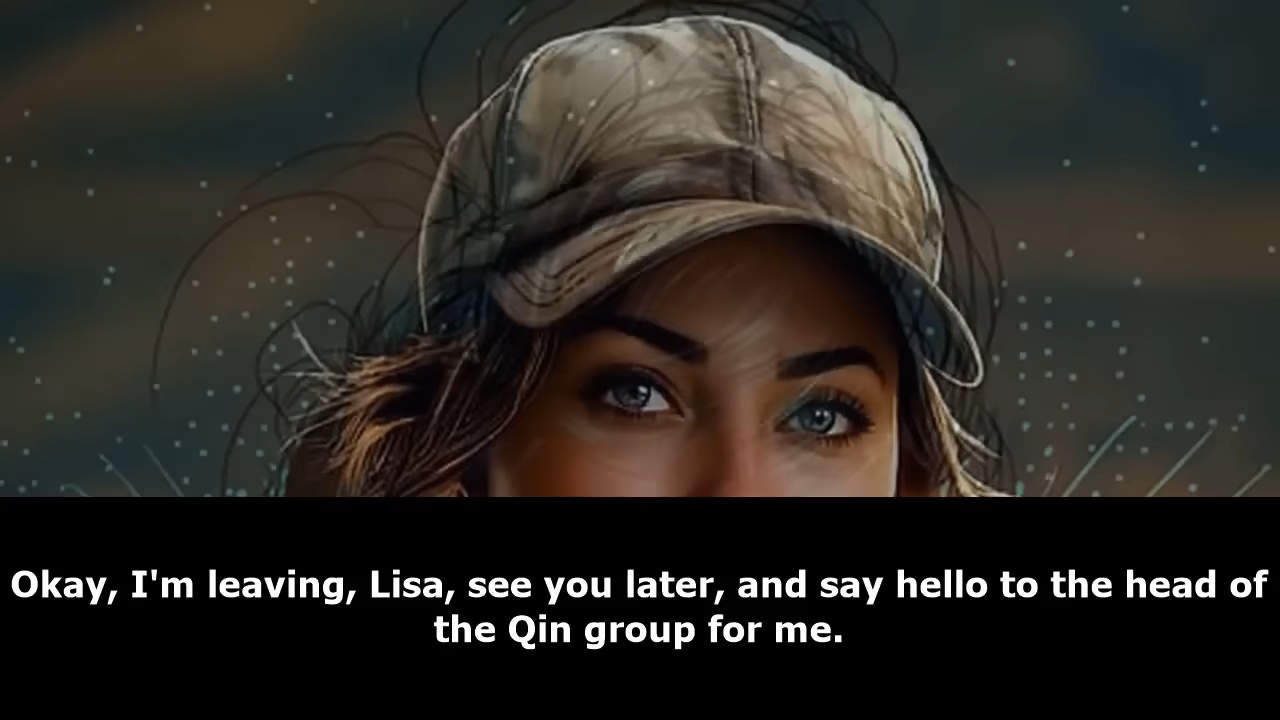 Okay, I'm leaving, Lisa, see you later, and say hello to the head of
the Qin group for me.